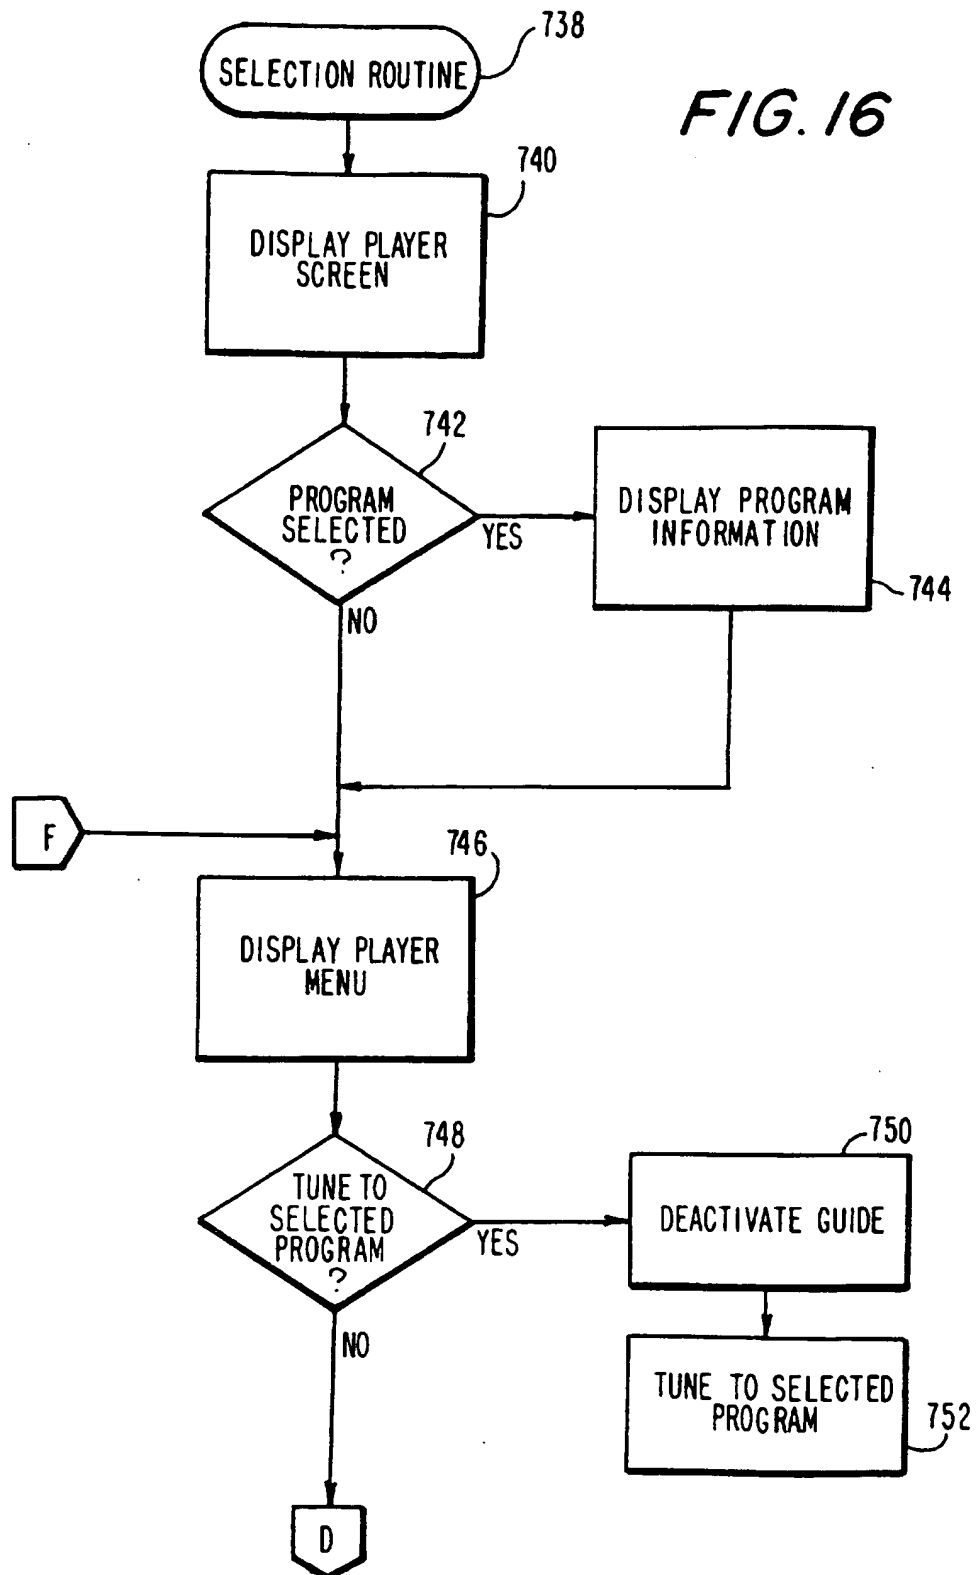 738
SELECTION ROUTINE
FIG. 16
740
DISPLAY PLAYER
SCREEN
742
PROGRAM
SELECTED
?
YES
DISPLAY PROGRAM
INFORMATION
744
NO
F
746
DISPLAY PLAYER
MENU
748
TUNE TO
SELECTED
PROGRAM
?
YES
750
DEACTIVATE GUIDE
NO
TUNE TO SELECTED
PROGRAM
752
D